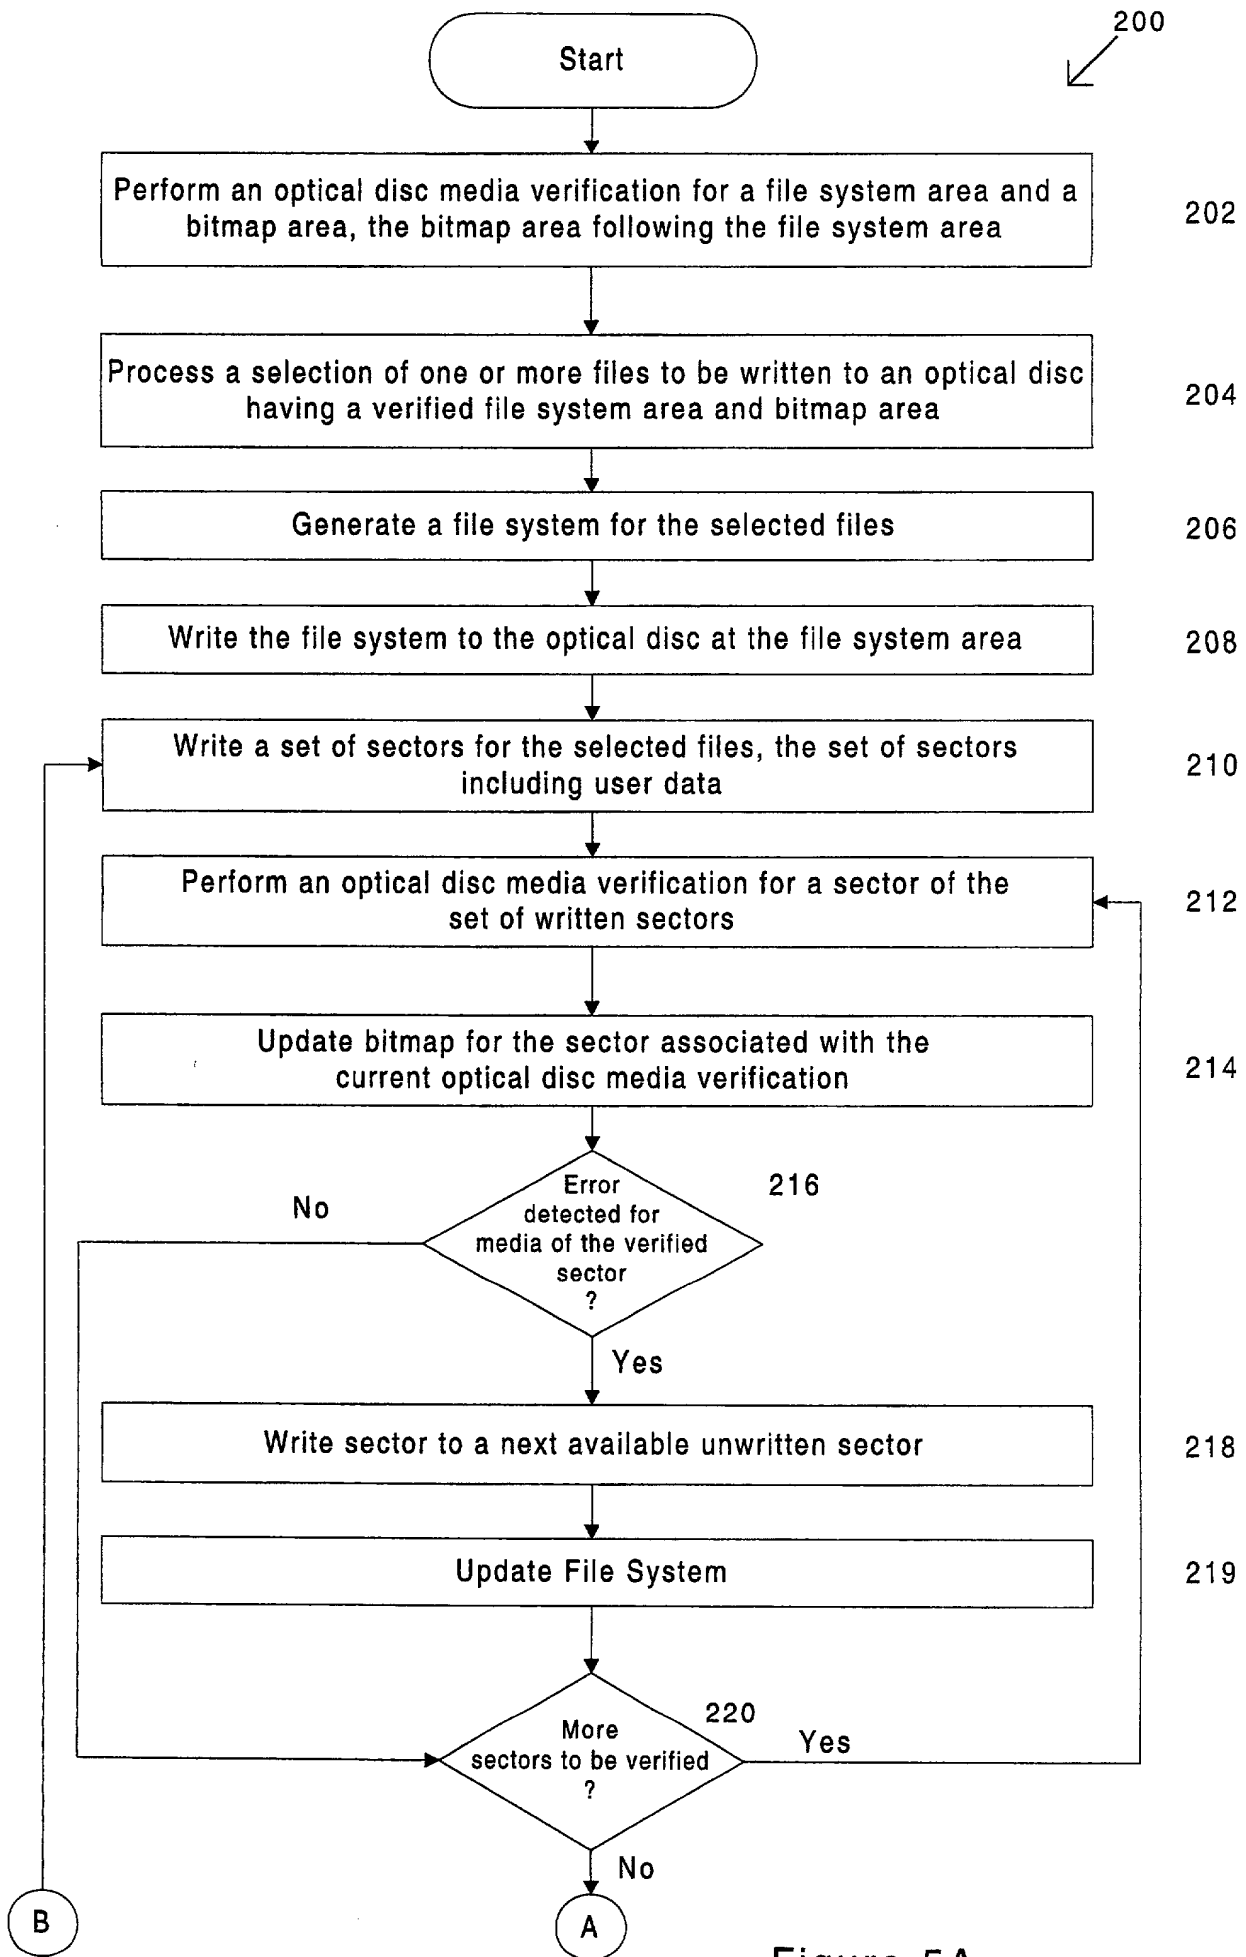 200
Start
Perform an optical disc media verification for a file system area and a
bitmap area, the bitmap area following the file system area
202
Process a selection of one or more files to be written to an optical disc
having a verified file system area and bitmap area
204
Generate a file system for the selected files
206
Write the file system to the optical disc at the file system area
208
Write a set of sectors for the selected files, the set of sectors
including user data
210
Perform an optical disc media verification for a sector of the
set of written sectors
212
Update bitmap for the sector associated with the
current optical disc media verification
214
Error
detected for
media of the verified
sector
?
216
No
Yes
Write sector to a next available unwritten sector
218
Update File System
219
More
sectors to be verified
?
220
Yes
No
B
A
Figure 5A